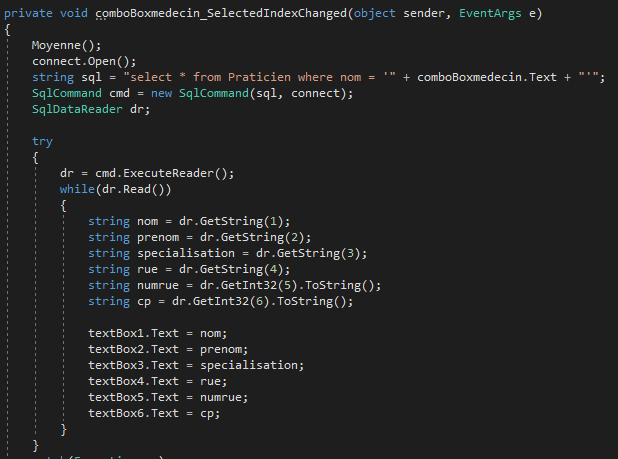 private void comboBoxmedecin_SelectedIndexChanged(object sender, EventArgs e)
{
Moyenne();
connect.Open();
string sql = "select * from Praticien where nom = '" + comboBoxmedecin.Text + "'";
SqlCommand cmd = new SqlCommand(sql, connect);
SqlDataReader dr;
try
{
dr = cmd.ExecuteReader();
while(dr.Read())
{
string nom = dr.GetString(1);
string prenom = dr.GetString(2);
string specialisation = dr.GetString(3);
string rue = dr.GetString(4);
string numrue = dr.GetInt32(5).ToString();
string cp = dr.GetInt32(6).ToString();
textBox1.Text = nom;
textBox2.Text = prenom;
textBox3.Text = specialisation;
textBox4.Text = rue;
textBox5.Text = numrue;
textBox6.Text = cp;
}
}